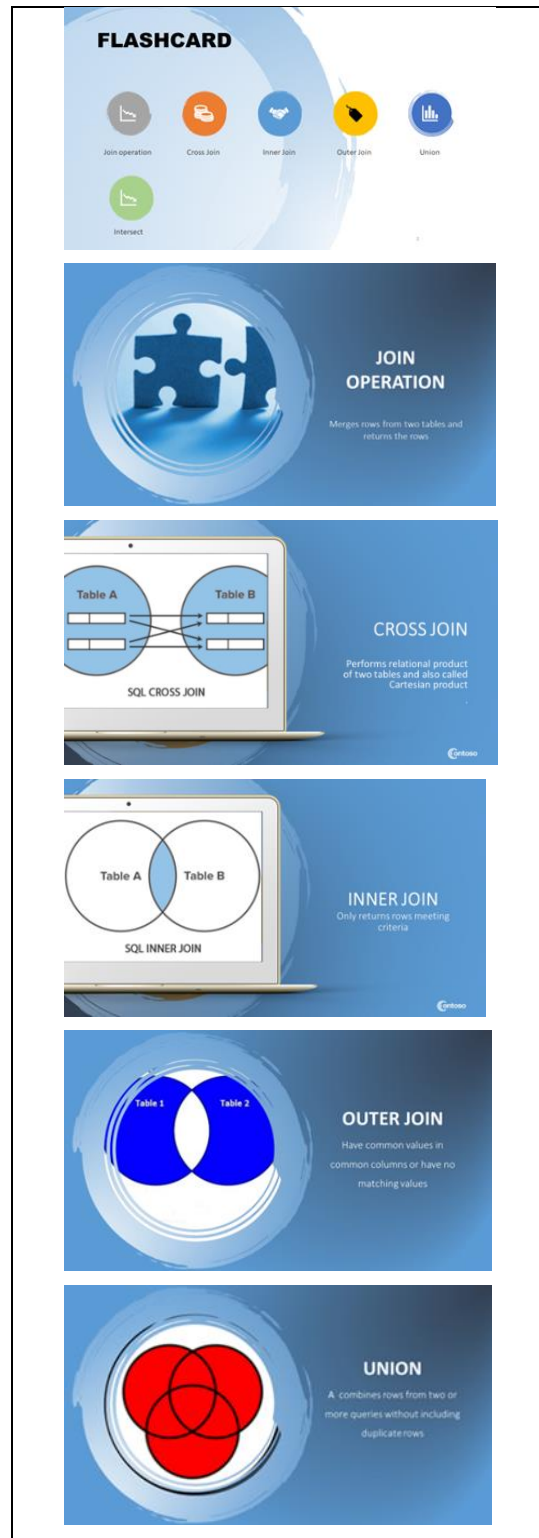 FLASHCARD
Join operation
Cross Join
Inner Join
Outer Join
Union
Intersect
JOIN
OPERATION
Merges rows from two tables and
returns the rows
Table A
Table B
SQL CROSS JOIN
CROSS JOIN
Performs relational product
of two tables and also called
Cartesian product
.
Contoso
Table A
Table B
SQL INNER JOIN
INNER JOIN
Only returns rows meeting
criteria
Contoso
Table 1
Table 2
OUTER JOIN
Have common values in
common columns or have no
matching values
UNION
A combines rows from two or
more queries without including
duplicate rows